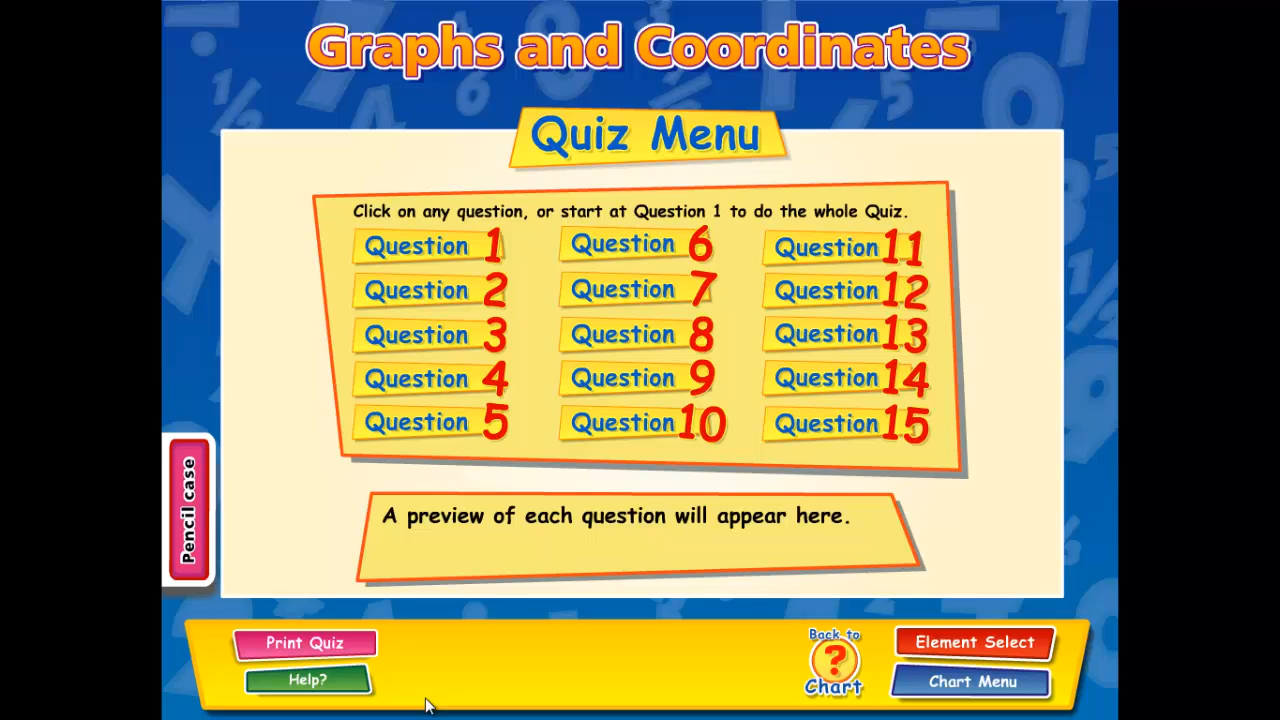 Graphs and Coordinates
Quiz Menu
Click on any question, or start at Question 1 to do the whole Quiz.
Question 1
Question 2
Question 3
Question 4
Question 5
Question 6
Question 7
Question 8
Question 9
Question 10
Question 11
Question 12
Question 13
Question 14
Question 15
A preview of each question will appear here.
Pencil case
Print Quiz
Help?
Back to
?
Chart
Element Select
Chart Menu